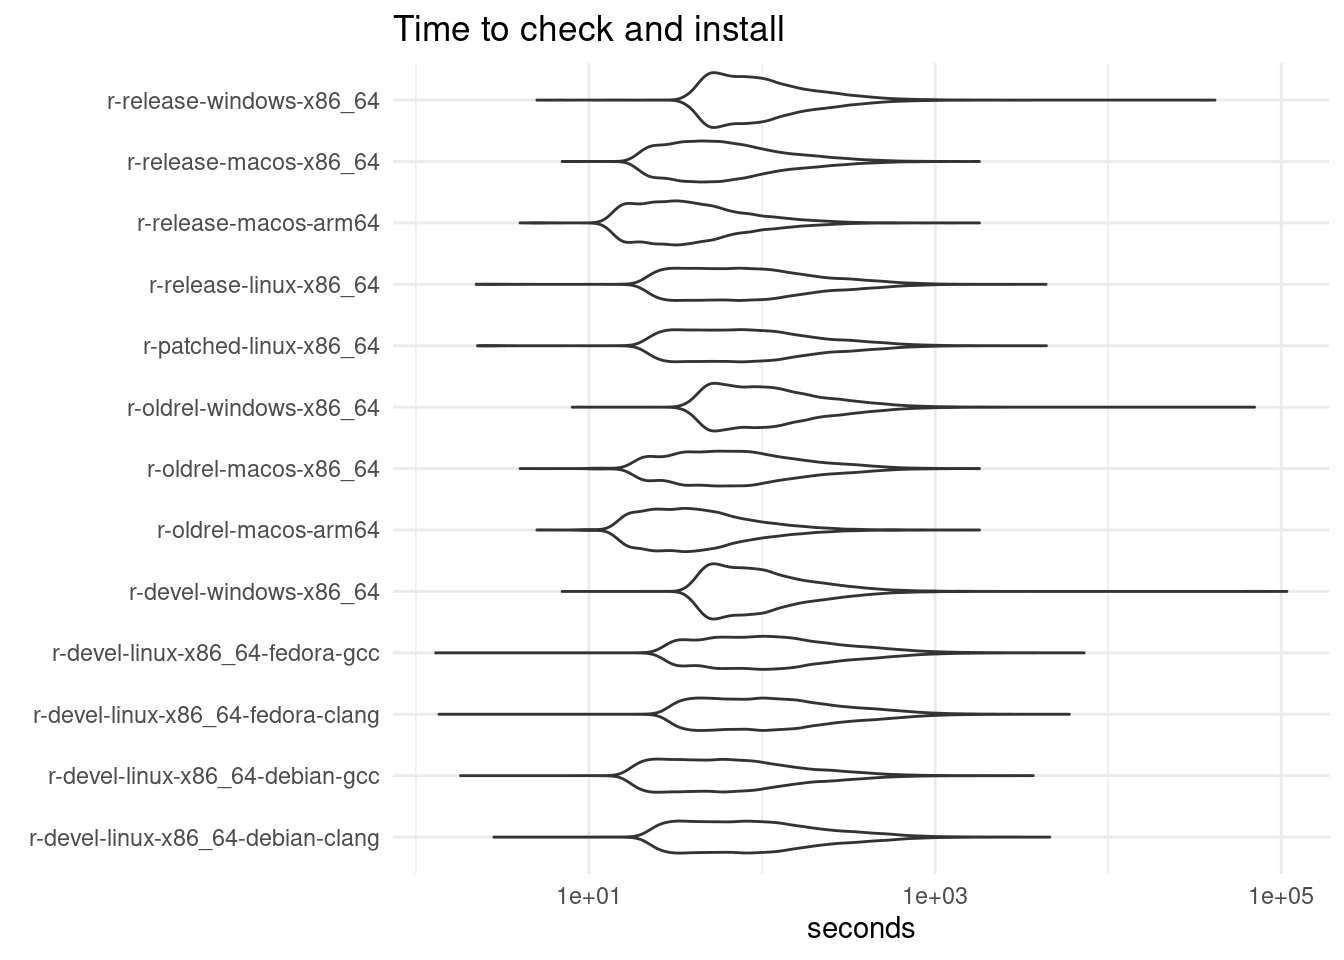 Time to check and install
r-release-windows-x86_64
r-release-macos-x86_64
r-release-macos-arm64
r-release-linux-x86_64
r-patched-linux-x86_64
r-oldrel-windows-x86_64
r-oldrel-macos-x86_64
r-oldrel-macos-arm64
r-devel-windows-x86_64
r-devel-linux-x86_64-fedora-gcc
r-devel-linux-x86_64-fedora-clang
r-devel-linux-x86_64-debian-gcc
r-devel-linux-x86_64-debian-clang
1e+01 1e+03 1e+05
seconds